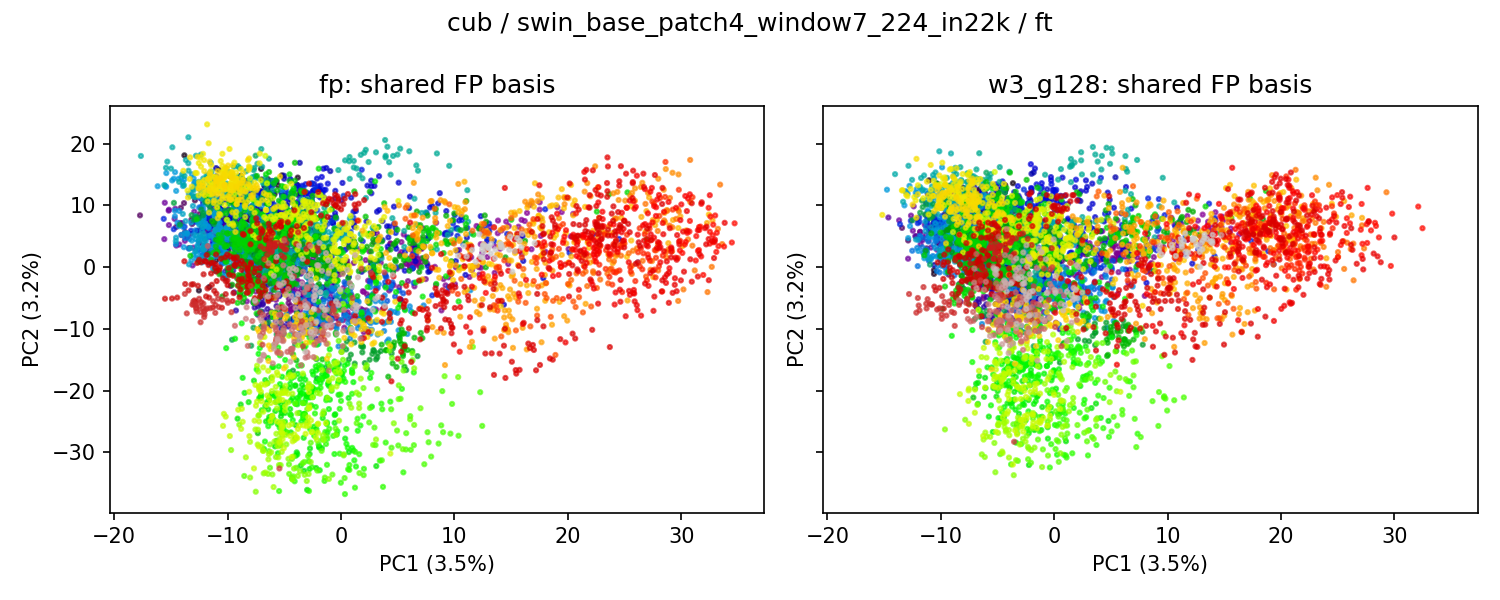 cub / swin_base_patch4_window7_224_in22k / ft
fp: shared FP basis
w3_g128: shared FP basis
20
10
0
−10
−20
−30
PC2 (3.2%)
PC2 (3.2%)
−20 −10 0 10 20 30
−20 −10 0 10 20 30
PC1 (3.5%)
PC1 (3.5%)